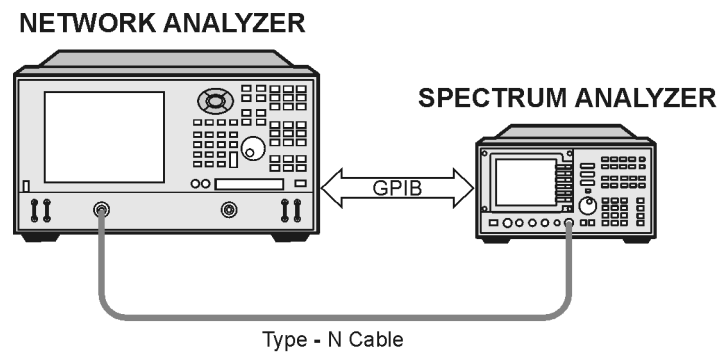 NETWORK ANALYZER
SPECTRUM ANALYZER
GPIB
Type - N Cable